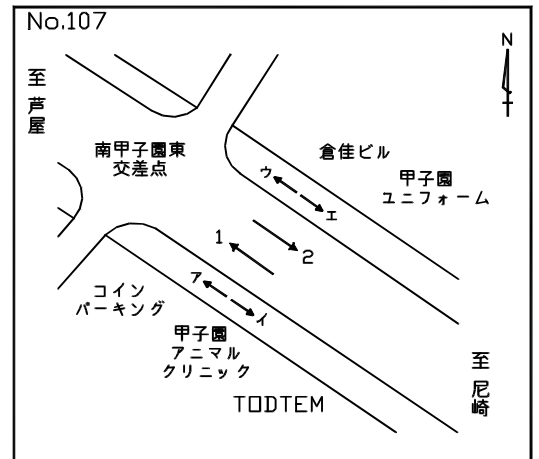 No.107
N
至
芦
屋
南甲子園東
交差点
倉佳ビル
甲子園
ユニフォーム
ウ
エ
1
2
ア
イ
コイン
パーキング
甲子園
アニマル
クリニック
TODTEM
至
尼
崎